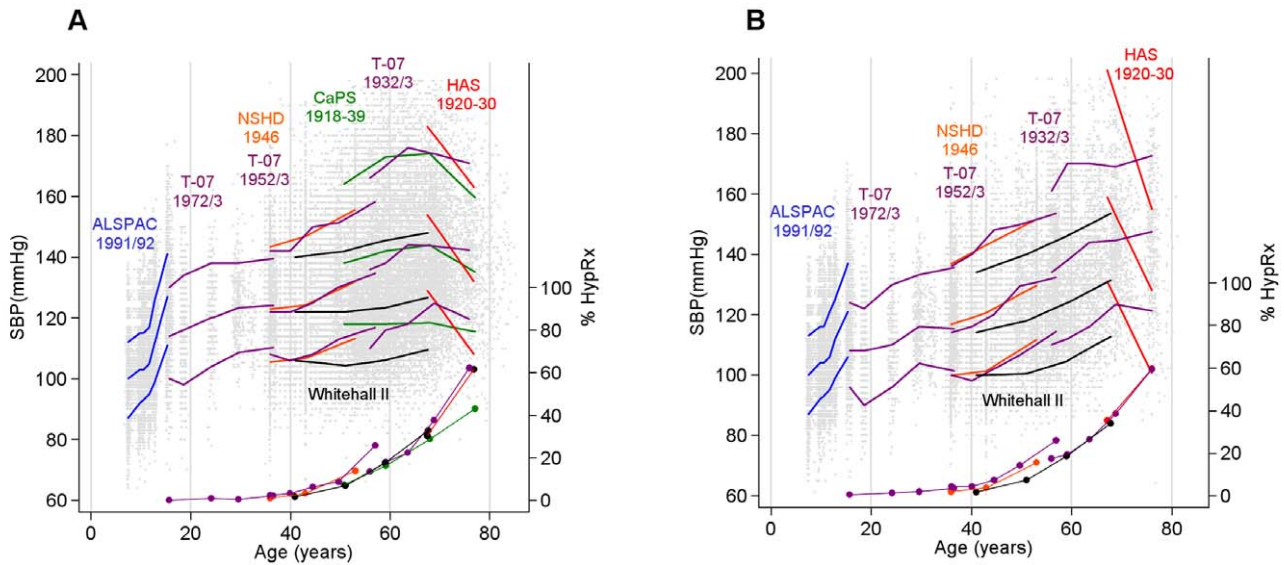 A
SBP(mmHg)
200
180
160
140
120
100
80
60
0
20
40
60
80
Age (years)
100
80
60
40
20
0
% HypRx
ALSPAC
1991/92
T-07
1972/3
NSHD
1946
T-07
1952/3
CaPS
1918-39
T-07
1932/3
HAS
1920-30
Whitehall II
B
SBP(mmHg)
200
180
160
140
120
100
80
60
0
20
40
60
80
Age (years)
100
80
60
40
20
0
% HypRx
ALSPAC
1991/92
T-07
1972/3
NSHD
1946
T-07
1952/3
T-07
1932/3
HAS
1920-30
Whitehall II